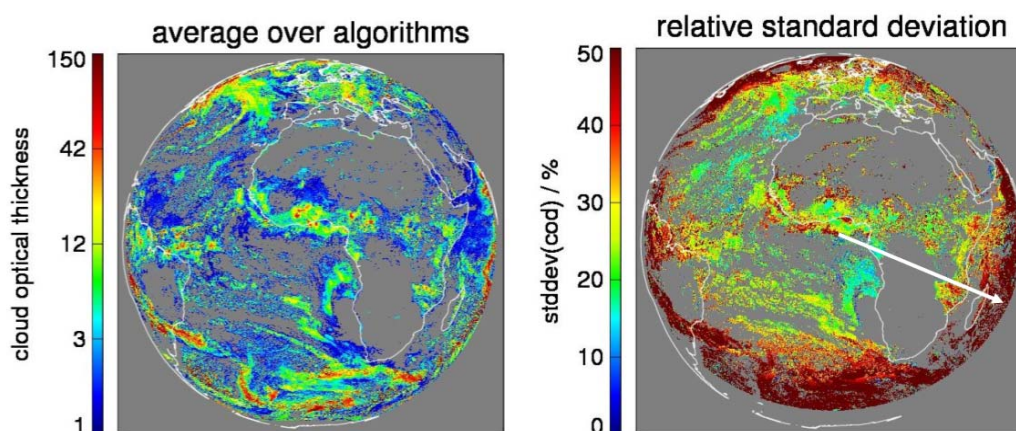 average over algorithms
cloud optical thickness
150
42
12
3
1
relative standard deviation
stddev(cod) / %
50
40
30
20
10
0